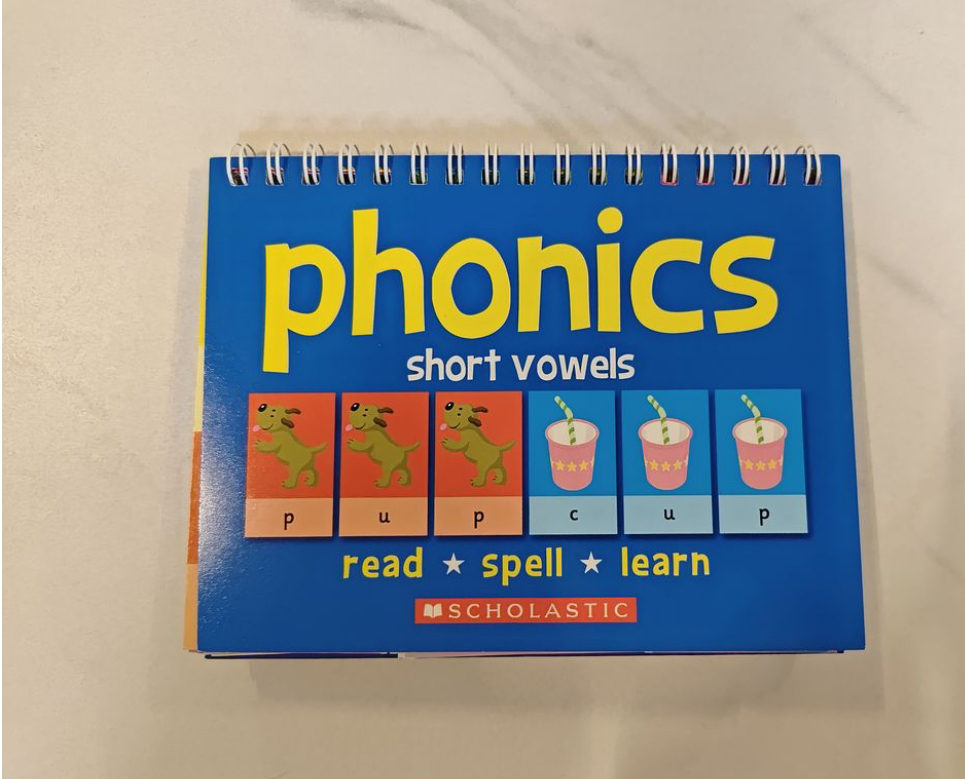 phonics
short vowels
p u p c u p
read ★ spell ★ learn
SCHOLASTIC